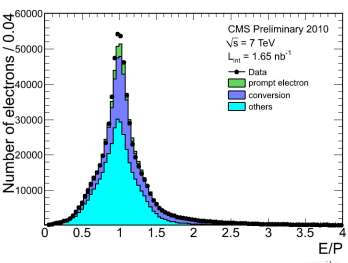 CMS Preliminary 2010
√s = 7 TeV
L_int = 1.65 nb⁻¹
Data
prompt electron
conversion
others
Number of electrons / 0.04
60000
50000
40000
30000
20000
10000
0 0.5 1 1.5 2 2.5 3 3.5 4
E/P